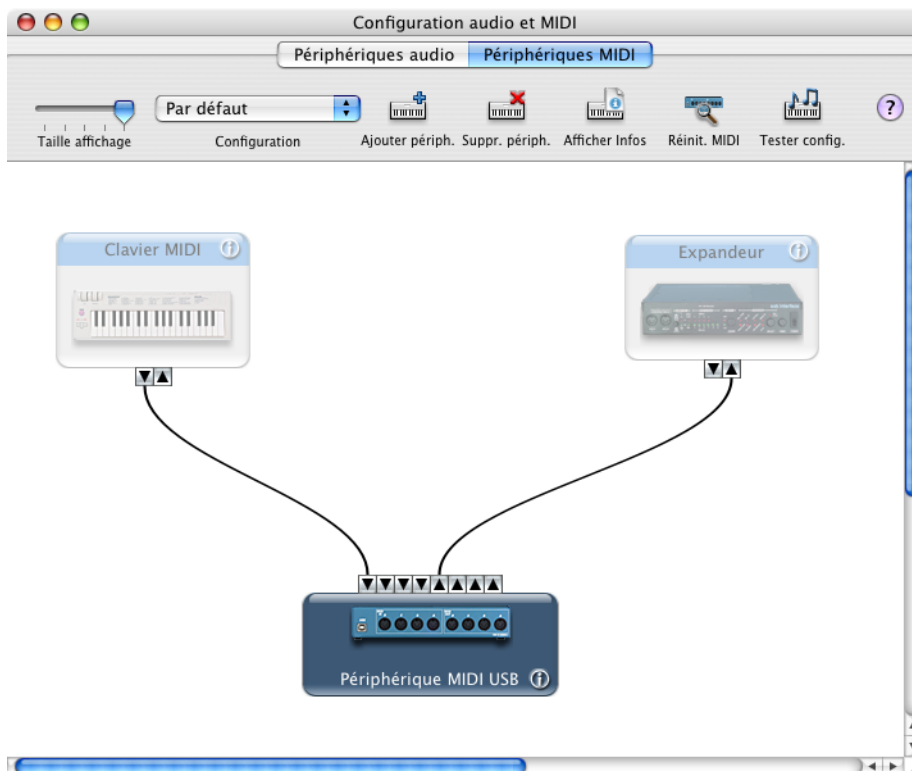 Configuration audio et MIDI
Périphériques audio
Périphériques MIDI
Par défaut
?
Taille affichage
Configuration
Ajouter périph.
Suppr. périph.
Afficher Infos
Réinit. MIDI
Tester config.
Clavier MIDI
Expandeur
Périphérique MIDI USB